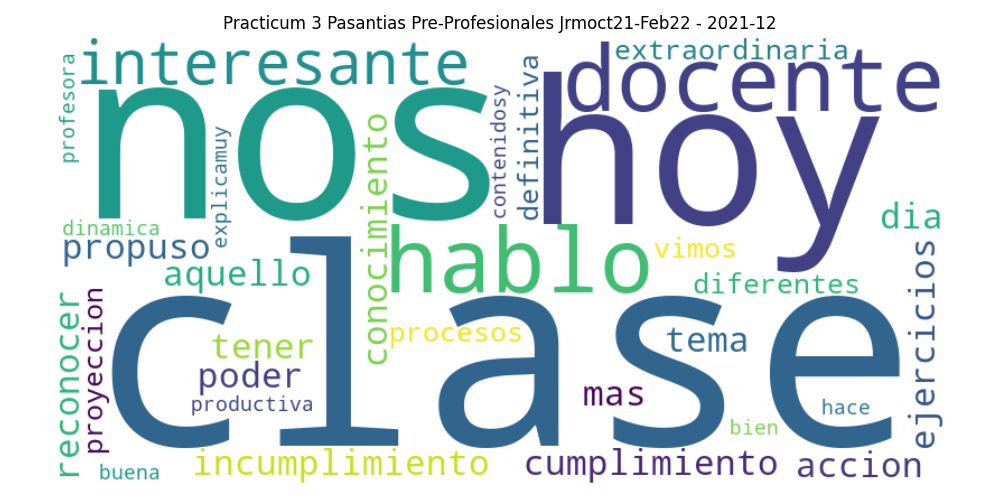 Practicum 3 Pasantias Pre-Profesionales Jrmoct21-Feb22 - 2021-12
interesante
extraordinaria
docente
profesora
nos
hoy
explicamuy
conocimiento
contenidosy
definitiva
dinamica
propuso
aquello
hablo
vimos
dia
diferentes
ejercicios
reconocer
proyeccion
clase
procesos
tener
tema
poder
mas
productiva
hace
bien
buena
incumplimiento
cumplimiento
accion